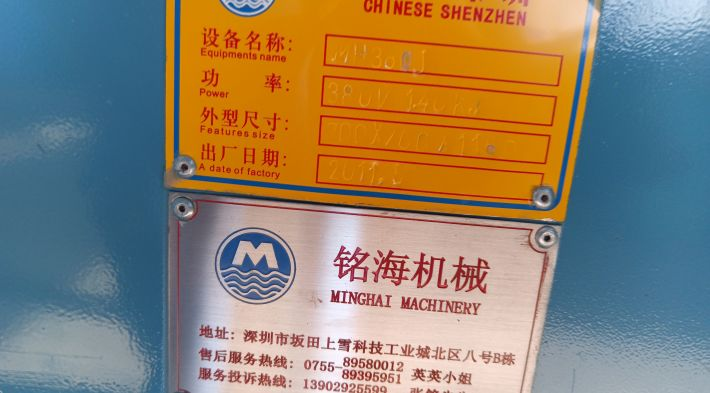 CHINESE SHENZHEN
设备名称:
Equipments name
功 率:
Power
380V
外型尺寸:
Features size
出厂日期:
A date of factory
2011.5
M
铭海机械
MINGHAI MACHINERY
地址: 深圳市坂田上雪科技工业城北区八号B栋
售后服务热线: 0755-89580012
89395951 英英小姐
服务投诉热线: 13902925599